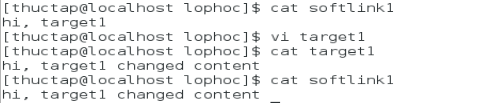 [thuctap@localhost lophoc]$ cat softlink1
hi, target1
[thuctap@localhost lophoc]$ vi target1
[thuctap@localhost lophoc]$ cat target1
hi, target1 changed content
[thuctap@localhost lophoc]$ cat softlink1
hi, target1 changed content _